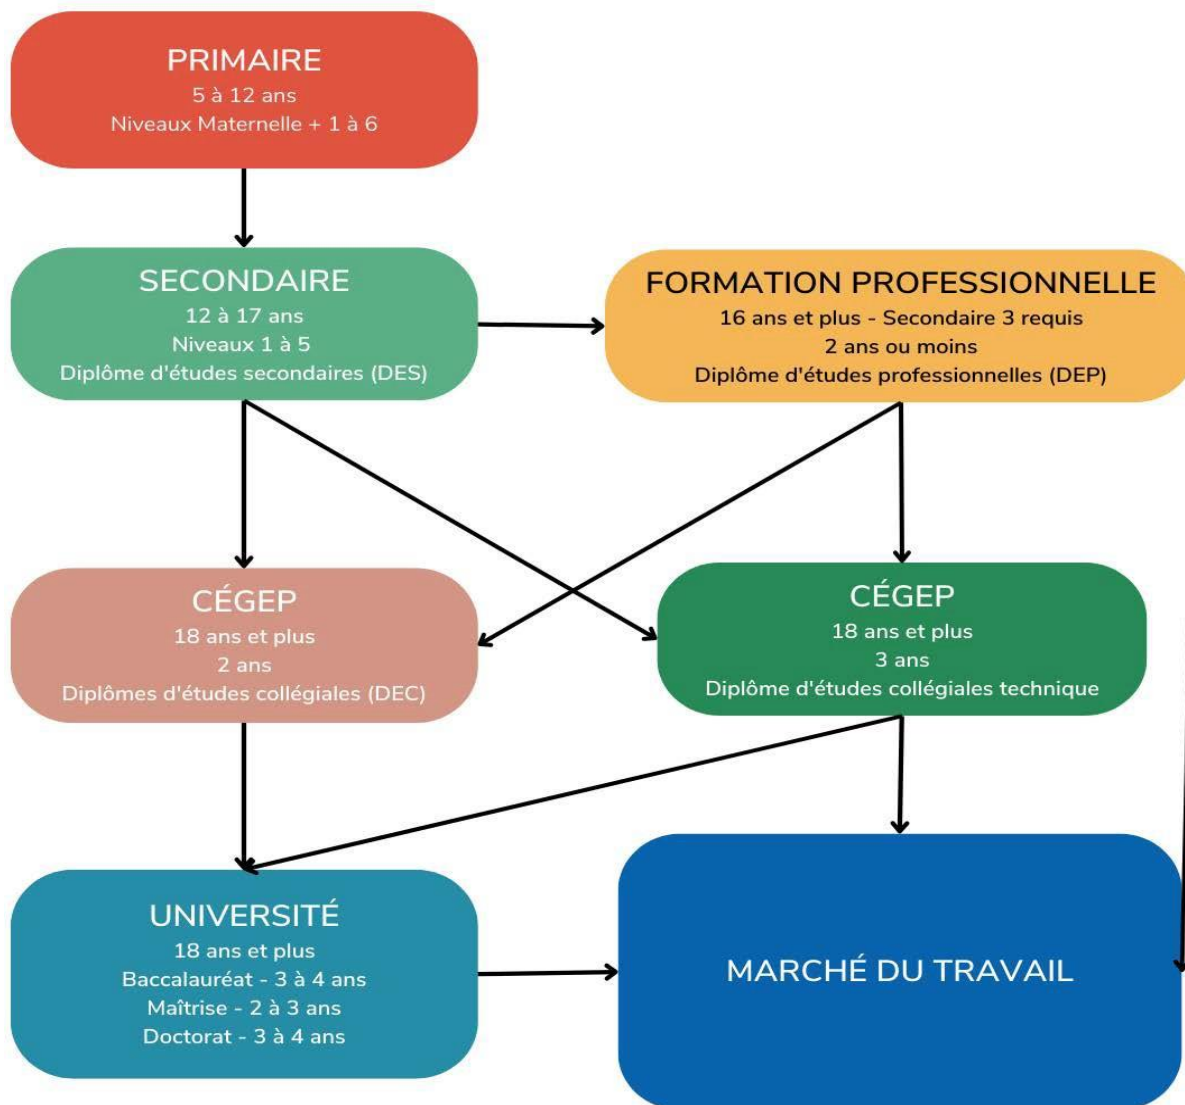 PRIMAIRE
5 à 12 ans
Niveaux Maternelle + 1 à 6
SECONDAIRE
12 à 17 ans
Niveaux 1 à 5
Diplôme d'études secondaires (DES)
FORMATION PROFESSIONNELLE
16 ans et plus - Secondaire 3 requis
2 ans ou moins
Diplôme d'études professionnelles (DEP)
CÉGEP
18 ans et plus
2 ans
Diplômes d'études collégiales (DEC)
CÉGEP
18 ans et plus
3 ans
Diplôme d'études collégiales technique
UNIVERSITÉ
18 ans et plus
Baccalauréat - 3 à 4 ans
Maîtrise - 2 à 3 ans
Doctorat - 3 à 4 ans
MARCHÉ DU TRAVAIL